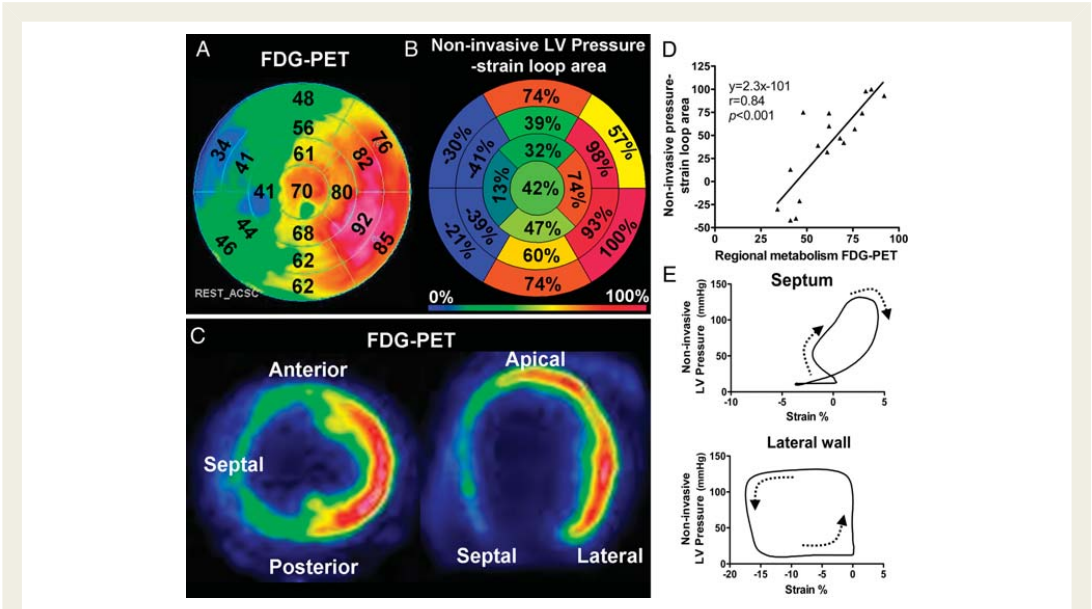 A
FDG-PET
48
56
61
70
34
41
41
44
46
76
82
80
92
85
68
62
62
REST_ACSC
B
Non-invasive LV Pressure
-strain loop area
74%
39%
32%
42%
-30%
-41%
13%
-39%
-21%
57%
98%
74%
93%
100%
47%
60%
74%
0%
100%
C
FDG-PET
Anterior
Septal
Posterior
Apical
Septal
Lateral
D
Non-invasive pressure-
strain loop area
125
100
75
50
25
0
-25
-50
y=2.3x-101
r=0.84
p<0.001
0 25 50 75 100
Regional metabolism FDG-PET
E
Septum
Non-invasive
LV Pressure (mmHg)
150
100
50
0
-10 -5 0 5
Strain %
Lateral wall
Non-invasive
LV Pressure (mmHg)
150
100
50
0
-20 -15 -10 -5 0 5
Strain %